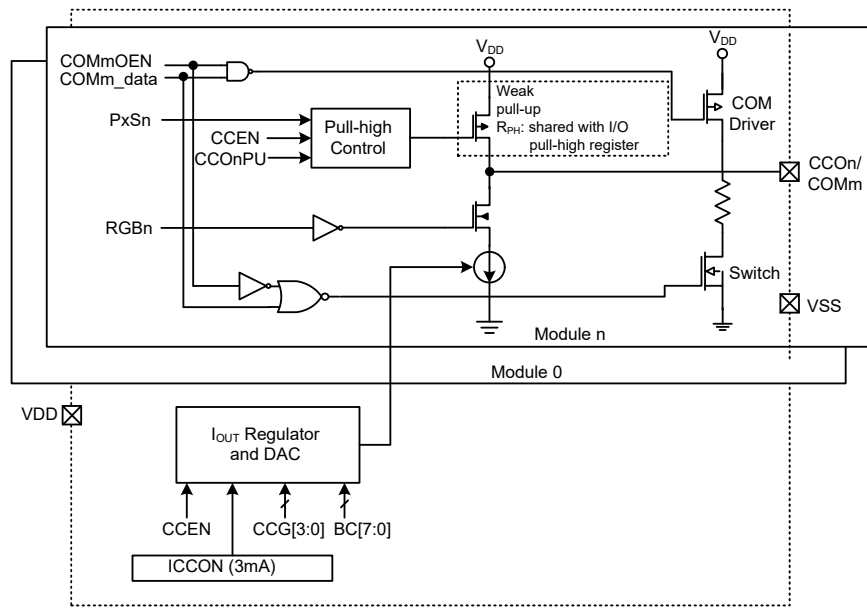 COMmOEN
COMm_data
PxSn
CCEN
CCOnPU
Pull-high
Control
VDD
Weak
pull-up
RPH: shared with I/O
pull-high register
VDD
COM
Driver
CCOn/
COMm
RGBn
Switch
VSS
Module n
Module 0
VDD
IOUT Regulator
and DAC
CCEN
CCG[3:0]
BC[7:0]
ICCON (3mA)